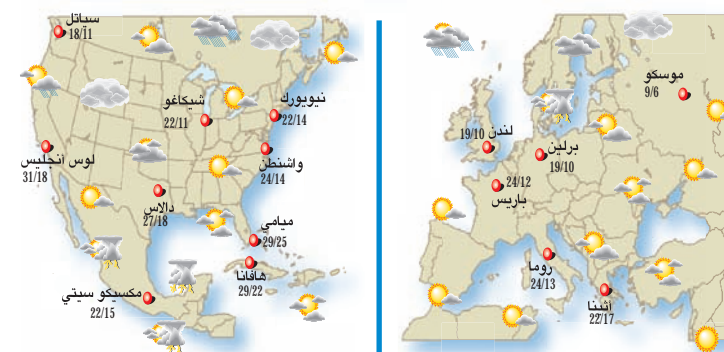 سياتل
18/11
شيكاغو
22/11
نيويورك
22/14
لوس انجليس
31/18
واشنطن
24/14
دالاس
27/18
ميامي
29/25
هافانا
29/22
مكسيكو سيتي
22/15
موسكو
9/6
لندن 19/10
برلين
19/10
24/12
باريس
روما
24/13
اثينا
22/17